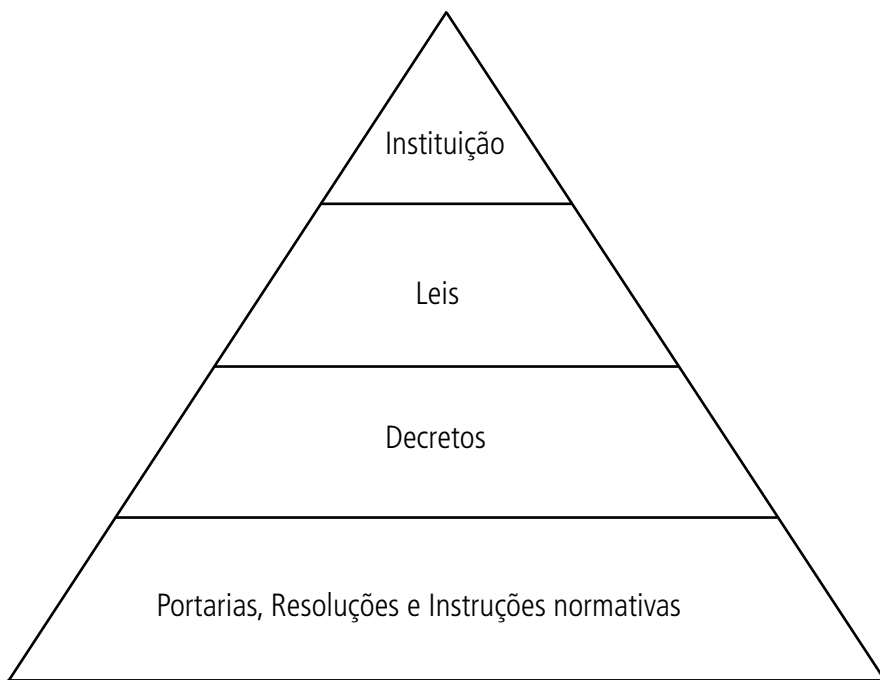 Instituição
Leis
Decretos
Portarias, Resoluções e Instruções normativas